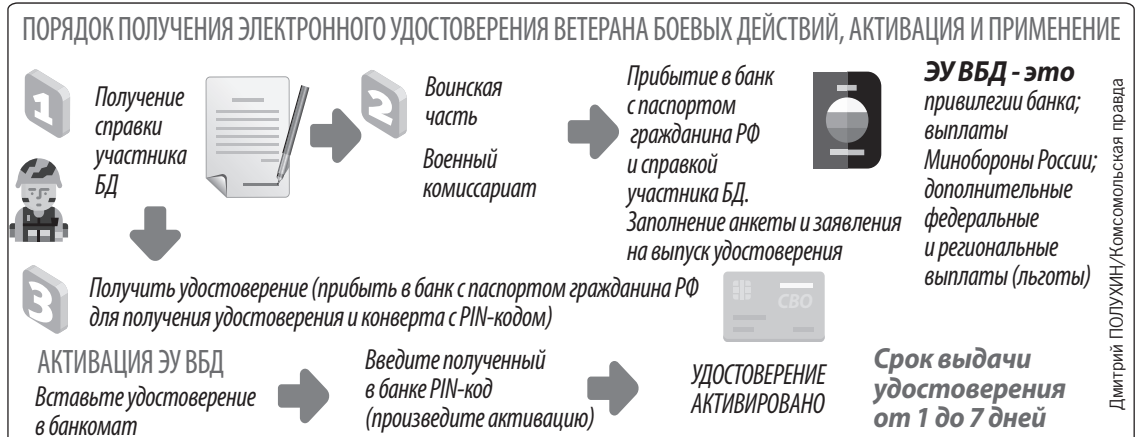 ПОРЯДОК ПОЛУЧЕНИЯ ЭЛЕКТРОННОГО УДОСТОВЕРЕНИЯ ВЕТЕРАНА БОЕВЫХ ДЕЙСТВИЙ, АКТИВАЦИЯ И ПРИМЕНЕНИЕ
1
Получение
справки
участника
БД
2
Воинская
часть
Военный
комиссариат
Прибытие в банк
с паспортом
гражданина РФ
и справкой
участника БД.
Заполнение анкеты и заявления
на выпуск удостоверения
ЭУ ВБД - это
привилегии банка;
выплаты
Минобороны России;
дополнительные
федеральные
и региональные
выплаты (льготы)
3
Получить удостоверение (прибыть в банк с паспортом гражданина РФ
для получения удостоверения и конверта с PIN-кодом)
СВО
АКТИВАЦИЯ ЭУ ВБД
Вставьте удостоверение
в банкомат
Введите полученный
в банке PIN-код
(произведите активацию)
УДОСТОВЕРЕНИЕ
АКТИВИРОВАНО
Срок выдачи
удостоверения
от 1 до 7 дней
Дмитрий ПОЛУХИН/Комсомольская правда